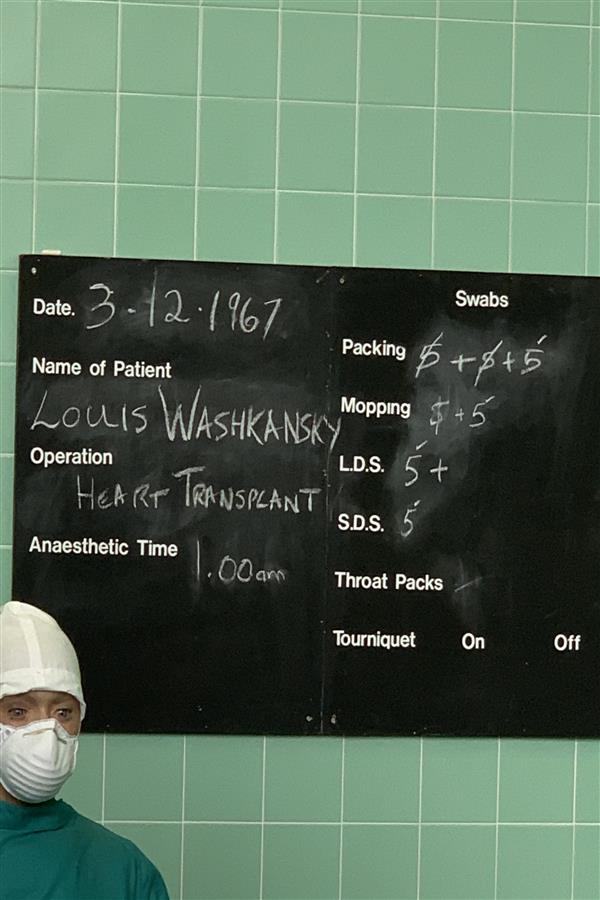 Date. 3-12.1967
Name of Patient
LOUIS WASHKANSKY
Operation
HEART TRANSPLANT
Anaesthetic Time 1.00am
Swabs
Packing 5 + 5 + 5
Mopping 5 + 5
L.D.S. 5 +
S.D.S. 5
Throat Packs –
Tourniquet On Off